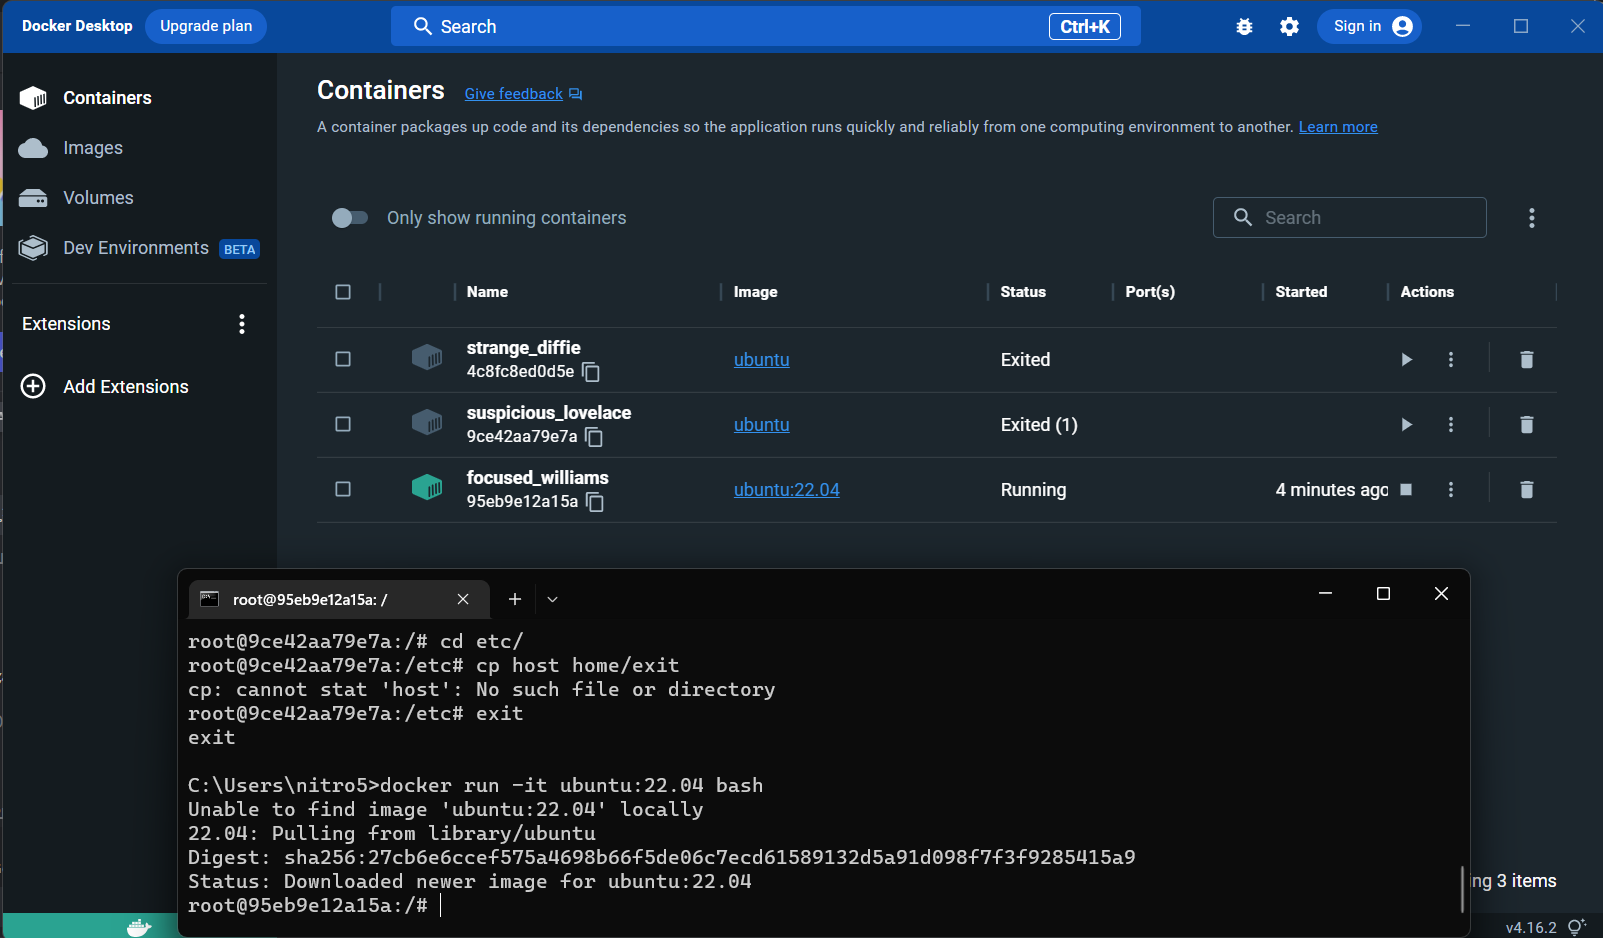 Docker Desktop Upgrade plan Search Ctrl+K Sign in
Containers
Images
Volumes
Dev Environments BETA
Extensions
Add Extensions
Containers Give feedback
A container packages up code and its dependencies so the application runs quickly and reliably from one computing environment to another. Learn more
Only show running containers Search
Name Image Status Port(s) Started Actions
strange_diffie
4c8fc8ed0d5e ubuntu Exited
suspicious_lovelace
9ce42aa79e7a ubuntu Exited (1)
focused_williams
95eb9e12a15a ubuntu:22.04 Running 4 minutes ago
root@95eb9e12a15a: /
root@9ce42aa79e7a:/# cd etc/
root@9ce42aa79e7a:/etc# cp host home/exit
cp: cannot stat 'host': No such file or directory
root@9ce42aa79e7a:/etc# exit
exit
C:\Users\nitro5>docker run -it ubuntu:22.04 bash
Unable to find image 'ubuntu:22.04' locally
22.04: Pulling from library/ubuntu
Digest: sha256:27cb6e6ccef575a4698b66f5de06c7ecd61589132d5a91d098f7f3f9285415a9
Status: Downloaded newer image for ubuntu:22.04
root@95eb9e12a15a:/#
ng 3 items
v4.16.2